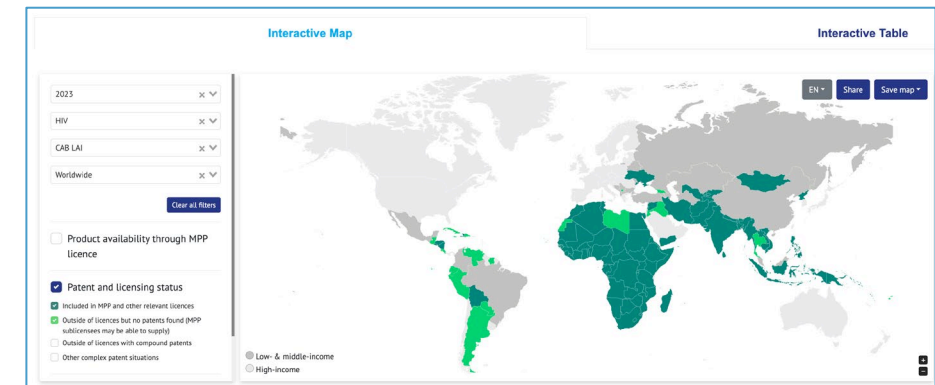 Interactive Map
Interactive Table
2023
HIV
CAB LAI
Worldwide
Clear all filters
Product availability through MPP
licence
Patent and licensing status
Included in MPP and other relevant licences
Outside of licences but no patents found (MPP
sublicensees may be able to supply)
Outside of licences with compound patents
Other complex patent situations
EN
Share
Save map
Low- & middle-income
High-income
+
−